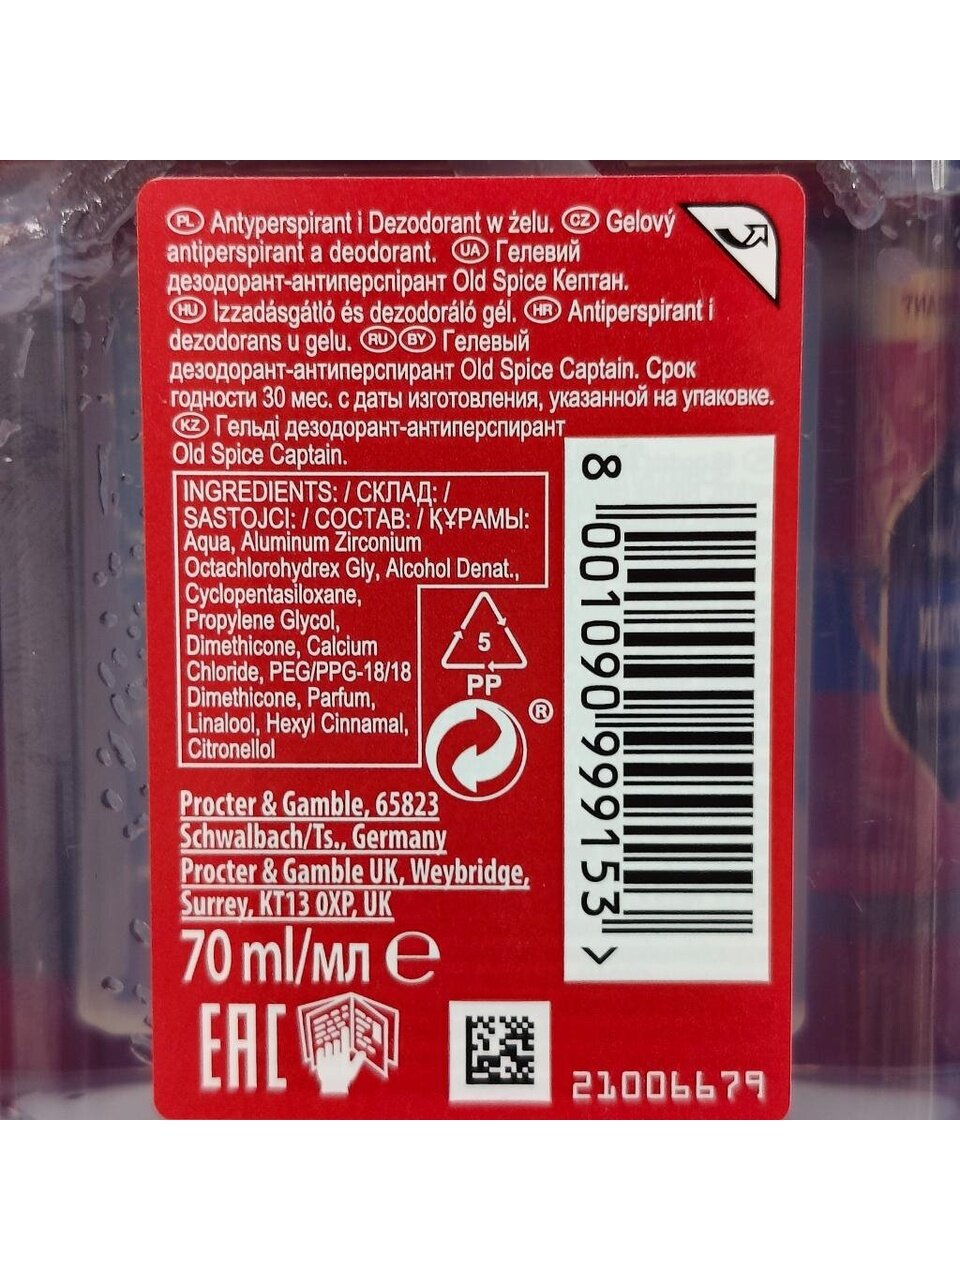 PL Antyperspirant i Dezodorant w żelu. CZ Gelový
antiperspirant a deodorant. UA Гелевий
дезодорант-антиперспірант Old Spice Кептан.
HU Izzadásgátló és dezodoráló gél. HR Antiperspirant i
dezodorans u gelu. RU BY Гелевый
дезодорант-антиперспирант Old Spice Captain. Срок
годности 30 мес. с даты изготовления, указанной на упаковке.
KZ Гельді дезодорант-антиперспирант
Old Spice Captain.
INGREDIENTS: / СКЛАД: /
SASTOJCI: / СОСТАВ: / ҚҰРАМЫ:
Aqua, Aluminum Zirconium
Octachlorohydrex Gly, Alcohol Denat.,
Cyclopentasiloxane,
Propylene Glycol,
Dimethicone, Calcium
Chloride, PEG/PPG-18/18
Dimethicone, Parfum,
Linalool, Hexyl Cinnamal,
Citronellol
5
PP
®
Procter & Gamble, 65823
Schwalbach/Ts., Germany
Procter & Gamble UK, Weybridge,
Surrey, KT13 0XP, UK
70 ml/мл e
EAC
21006679
8 001090 999153 >